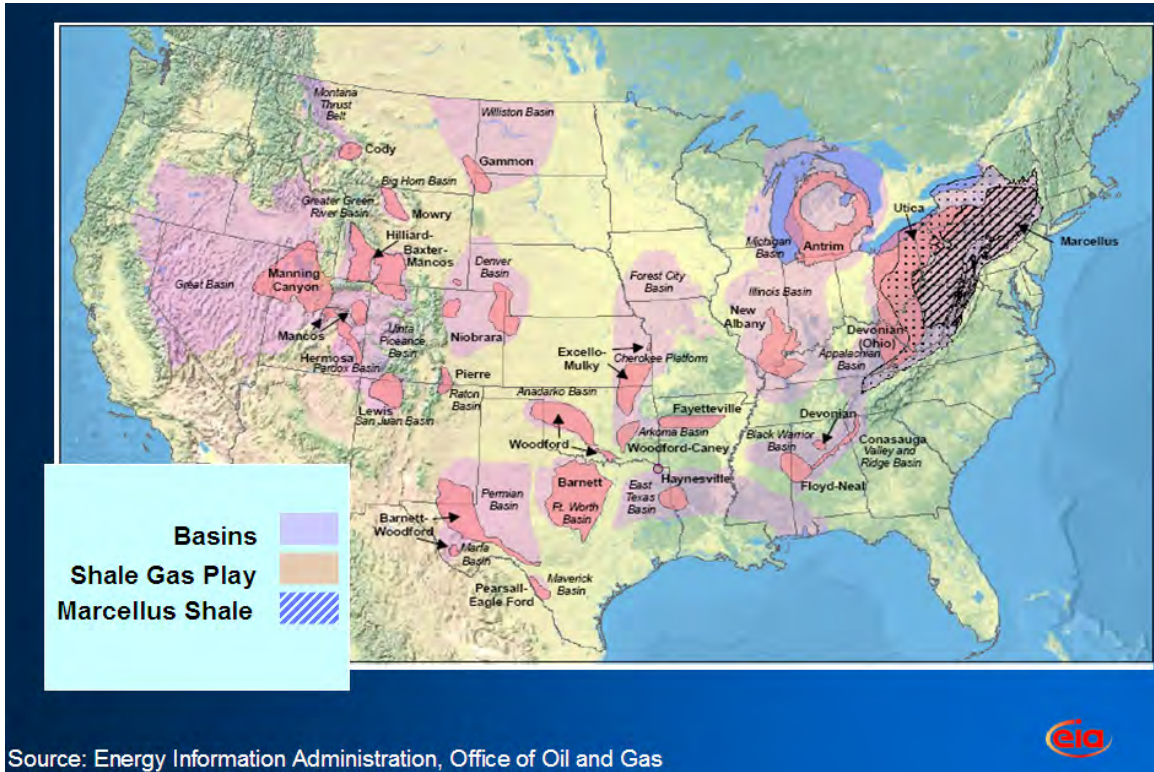 Montana
Thrust
Belt
Williston Basin
Cody
Gammon
Big Horn Basin
Greater Green
River Basin
Mowry
Hilliard-
Baxter-
Mancos
Utica
Marcellus
Antrim
Michigan
Basin
Manning
Canyon
Great Basin
Denver
Basin
Forest City
Basin
Illinois Basin
New
Albany
Mancos
Uinta
Piceance
Basin
Niobrara
Devonian
(Ohio)
Appalachian
Basin
Hermosa
Pardox Basin
Excello-
Mulky
Cherokee Platform
Pierre
Raton
Basin
Anadarko Basin
Lewis
San Juan Basin
Fayetteville
Devonian
Woodford
Arkoma Basin
Woodford-Caney
Black Warrior
Basin
Conasauga
Valley and
Ridge Basin
Floyd-Neal
Permian
Basin
Barnett
Ft. Worth
Basin
East
Texas
Basin
Haynesville
Barnett-
Woodford
Marfa
Basin
Pearsall-
Eagle Ford
Maverick
Basin
Basins
Shale Gas Play
Marcellus Shale
Source: Energy Information Administration, Office of Oil and Gas
eia